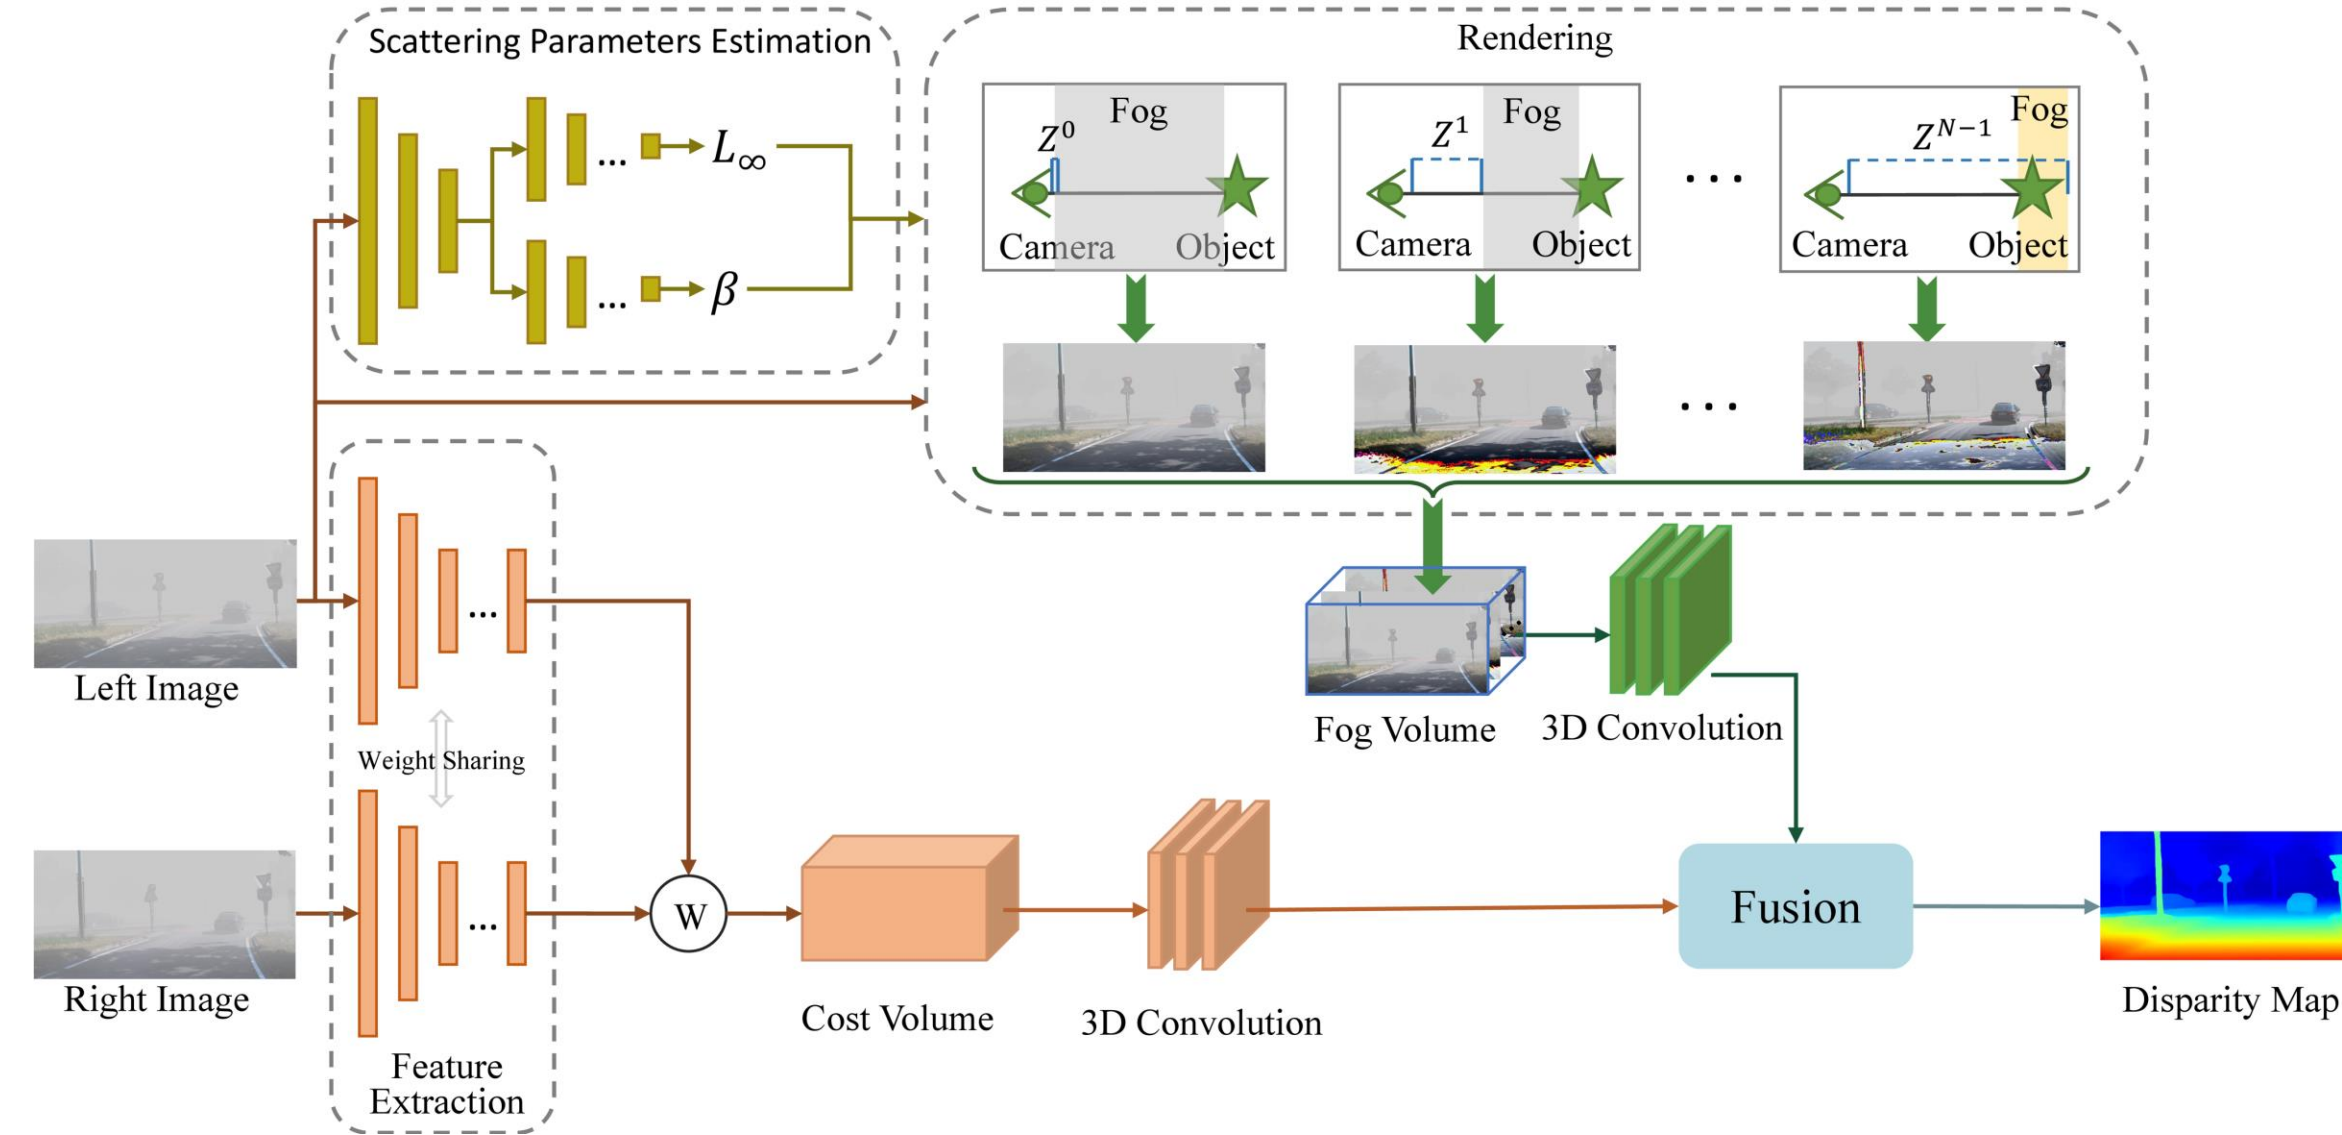 Scattering Parameters Estimation
... L∞
... β
Rendering
Fog
Z⁰
Camera
Object
Fog
Z¹
Camera
Object
...
Fog
Zᴺ⁻¹
Camera
Object
...
Left Image
...
Weight Sharing
Right Image
...
Feature
Extraction
W
Cost Volume
3D Convolution
Fog Volume
3D Convolution
Fusion
Disparity Map